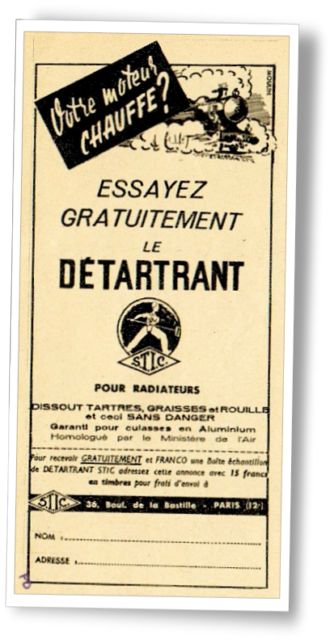 Votre moteur
CHAUFFE?
MOULIN
ESSAYEZ
GRATUITEMENT
LE
DÉTARTRANT
S.T.I.C.
POUR RADIATEURS
DISSOUT TARTRES, GRAISSES et ROUILLE
et ceci SANS DANGER
Garanti pour culasses en Aluminium
Homologué par le Ministère de l'Air
Pour recevoir GRATUITEMENT et FRANCO une Boîte échantillon
de DETARTRANT STIC adressez cette annonce avec 15 francs
en timbres pour frais d'envoi à
STIC. 36, Boul. de la Bastille - PARIS (12e)
NOM :
ADRESSE :